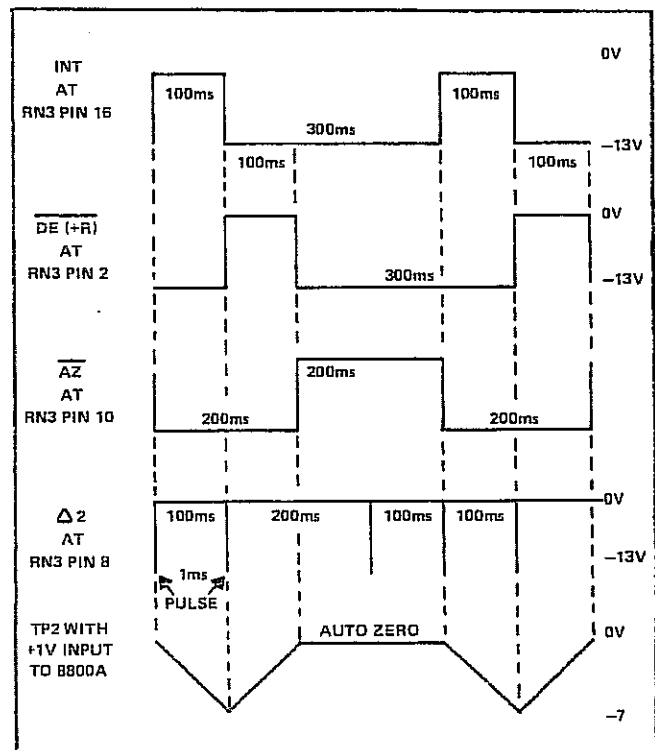 INT
AT
RN3 PIN 16
100ms
300ms
100ms
100ms
100ms
0V
−13V
DE (+R)
AT
RN3 PIN 2
300ms
0V
−13V
AZ
AT
RN3 PIN 10
200ms
200ms
200ms
Δ 2
AT
RN3 PIN 8
100ms
200ms
100ms
100ms
0V
−13V
1ms
PULSE
TP2 WITH
+1V INPUT
TO 8800A
AUTO ZERO
0V
−7